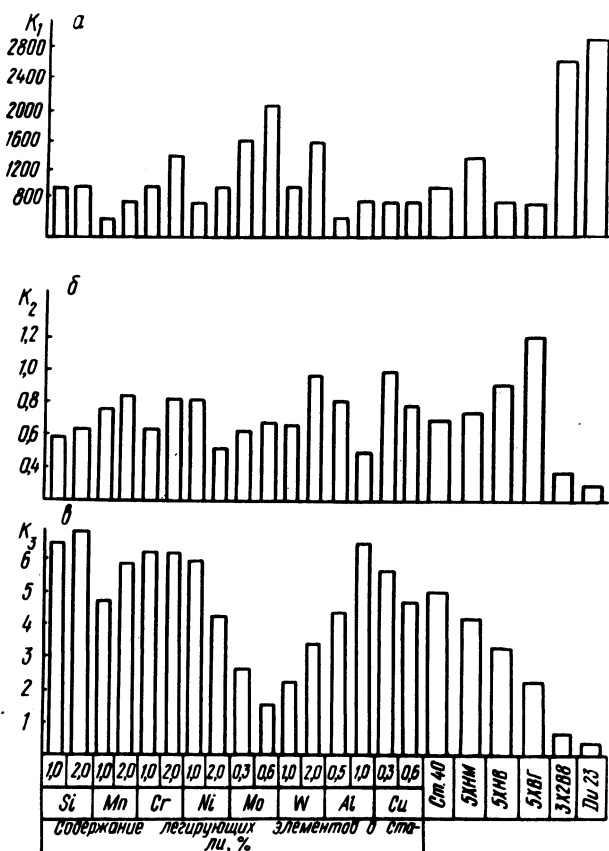 K1 а
2800
2400
2000
1600
1200
800
K2 б
1,2
1,0
0,8
0,6
0,4
K3 в
6
5
4
3
2
1
1,0 2,0 1,0 2,0 1,0 2,0 1,0 2,0 0,3 0,6 1,0 2,0 0,5 1,0 0,3 0,6 Ст. 40 5ХНМ 5ХНВ 5ХВГ 3Х2В8 Ди 23
Si Mn Cr Ni Mo W Al Cu
Содержание легирующих элементов в ста-
ли, %